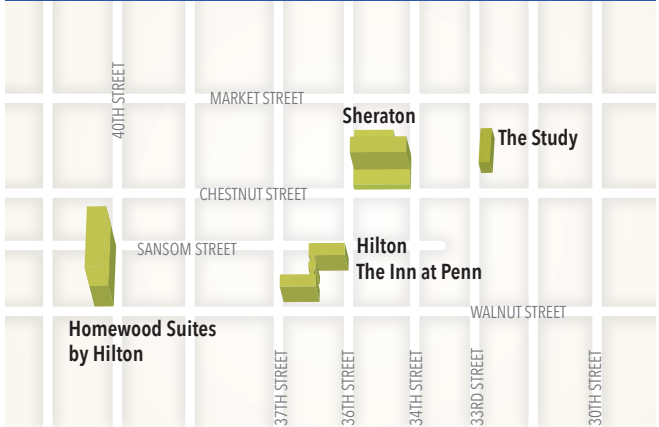 40TH STREET
MARKET STREET
Sheraton
The Study
CHESTNUT STREET
SANSOM STREET
Hilton
The Inn at Penn
WALNUT STREET
Homewood Suites
by Hilton
37TH STREET
36TH STREET
34TH STREET
33RD STREET
30TH STREET